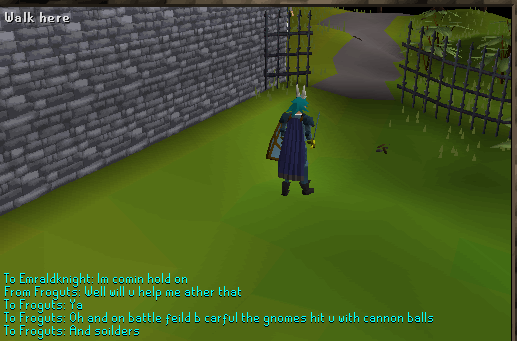 Walk here
To Emraldknight: Im comin hold on
From Froguts: Well will u help me ather that
To Froguts: Ya
To Froguts: Oh and on battle feild b carful the gnomes hit u with cannon balls
To Froguts: And soilders